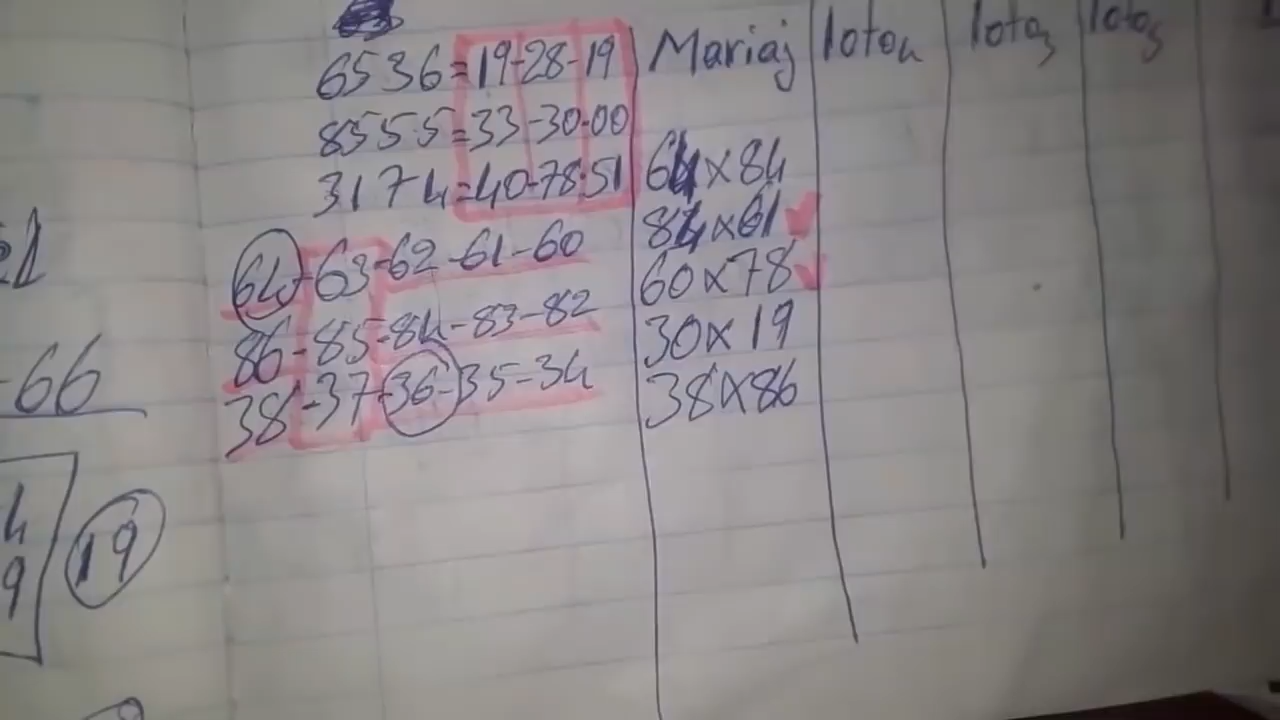 6536=19-28-19
8555=33-30-00
3174=40-78-51
64-63-62-61-60
86-85-84-83-82
38-37-36-35-34
Mariaj
64x84
84x61
60x78
30x19
38x86
loto4
loto3
loto5
-66
4
9
19